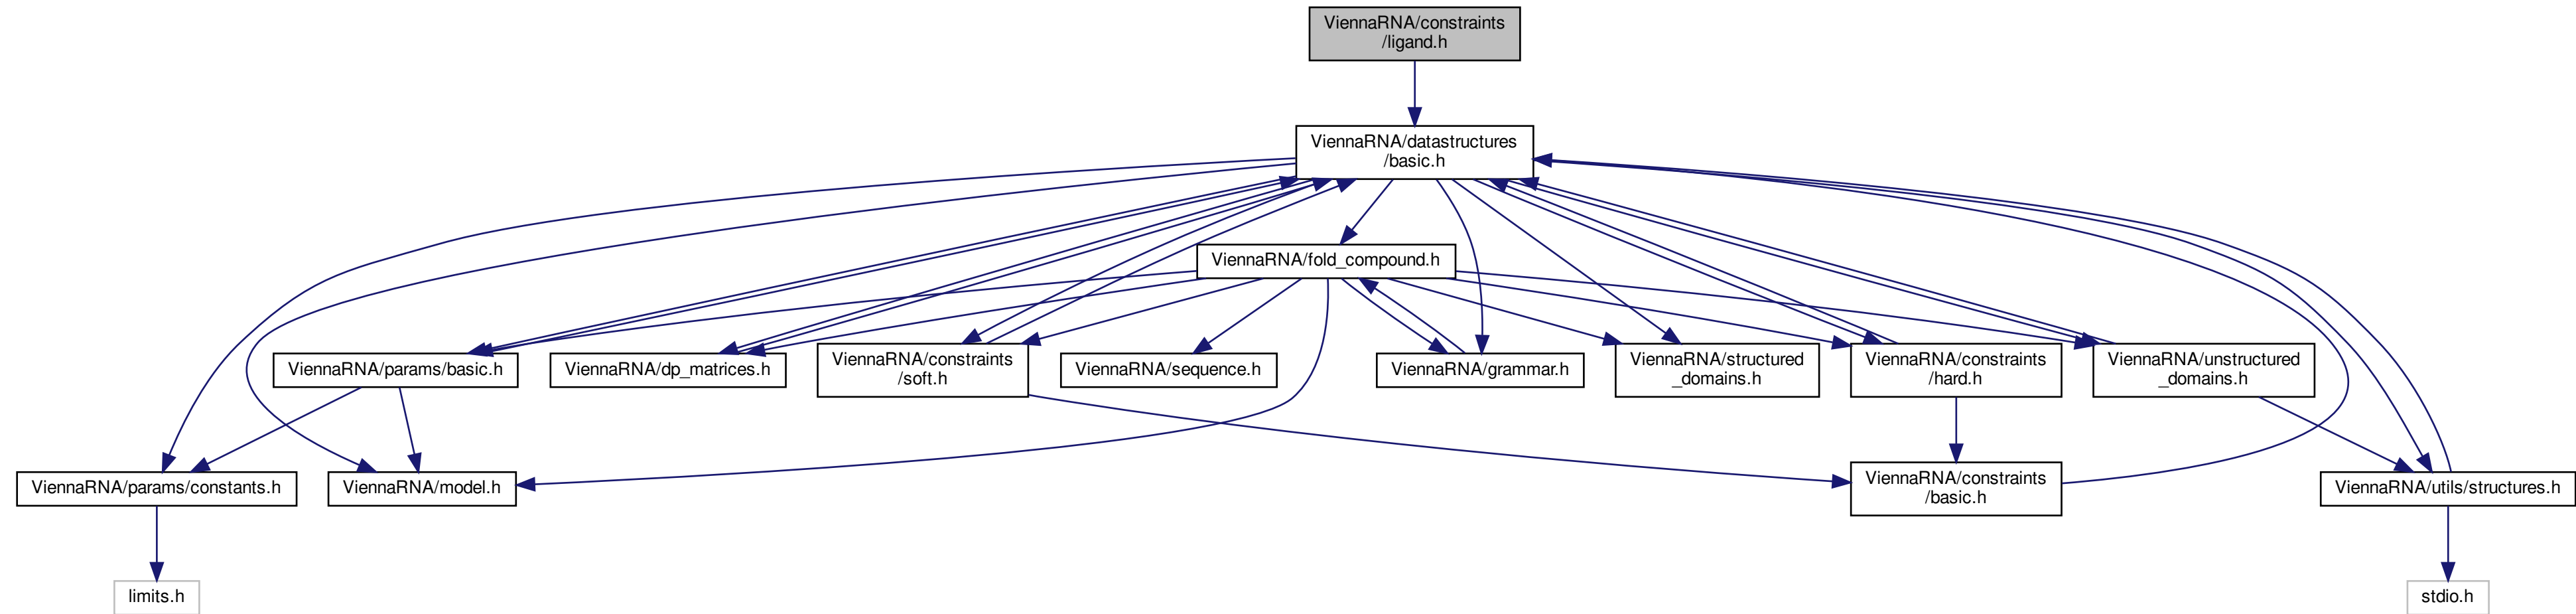 ViennaRNA/constraints
/ligand.h
ViennaRNA/datastructures
/basic.h
ViennaRNA/fold_compound.h
ViennaRNA/params/basic.h
ViennaRNA/dp_matrices.h
ViennaRNA/constraints
/soft.h
ViennaRNA/sequence.h
ViennaRNA/grammar.h
ViennaRNA/structured
_domains.h
ViennaRNA/constraints
/hard.h
ViennaRNA/unstructured
_domains.h
ViennaRNA/params/constants.h
ViennaRNA/model.h
ViennaRNA/constraints
/basic.h
ViennaRNA/utils/structures.h
limits.h
stdio.h